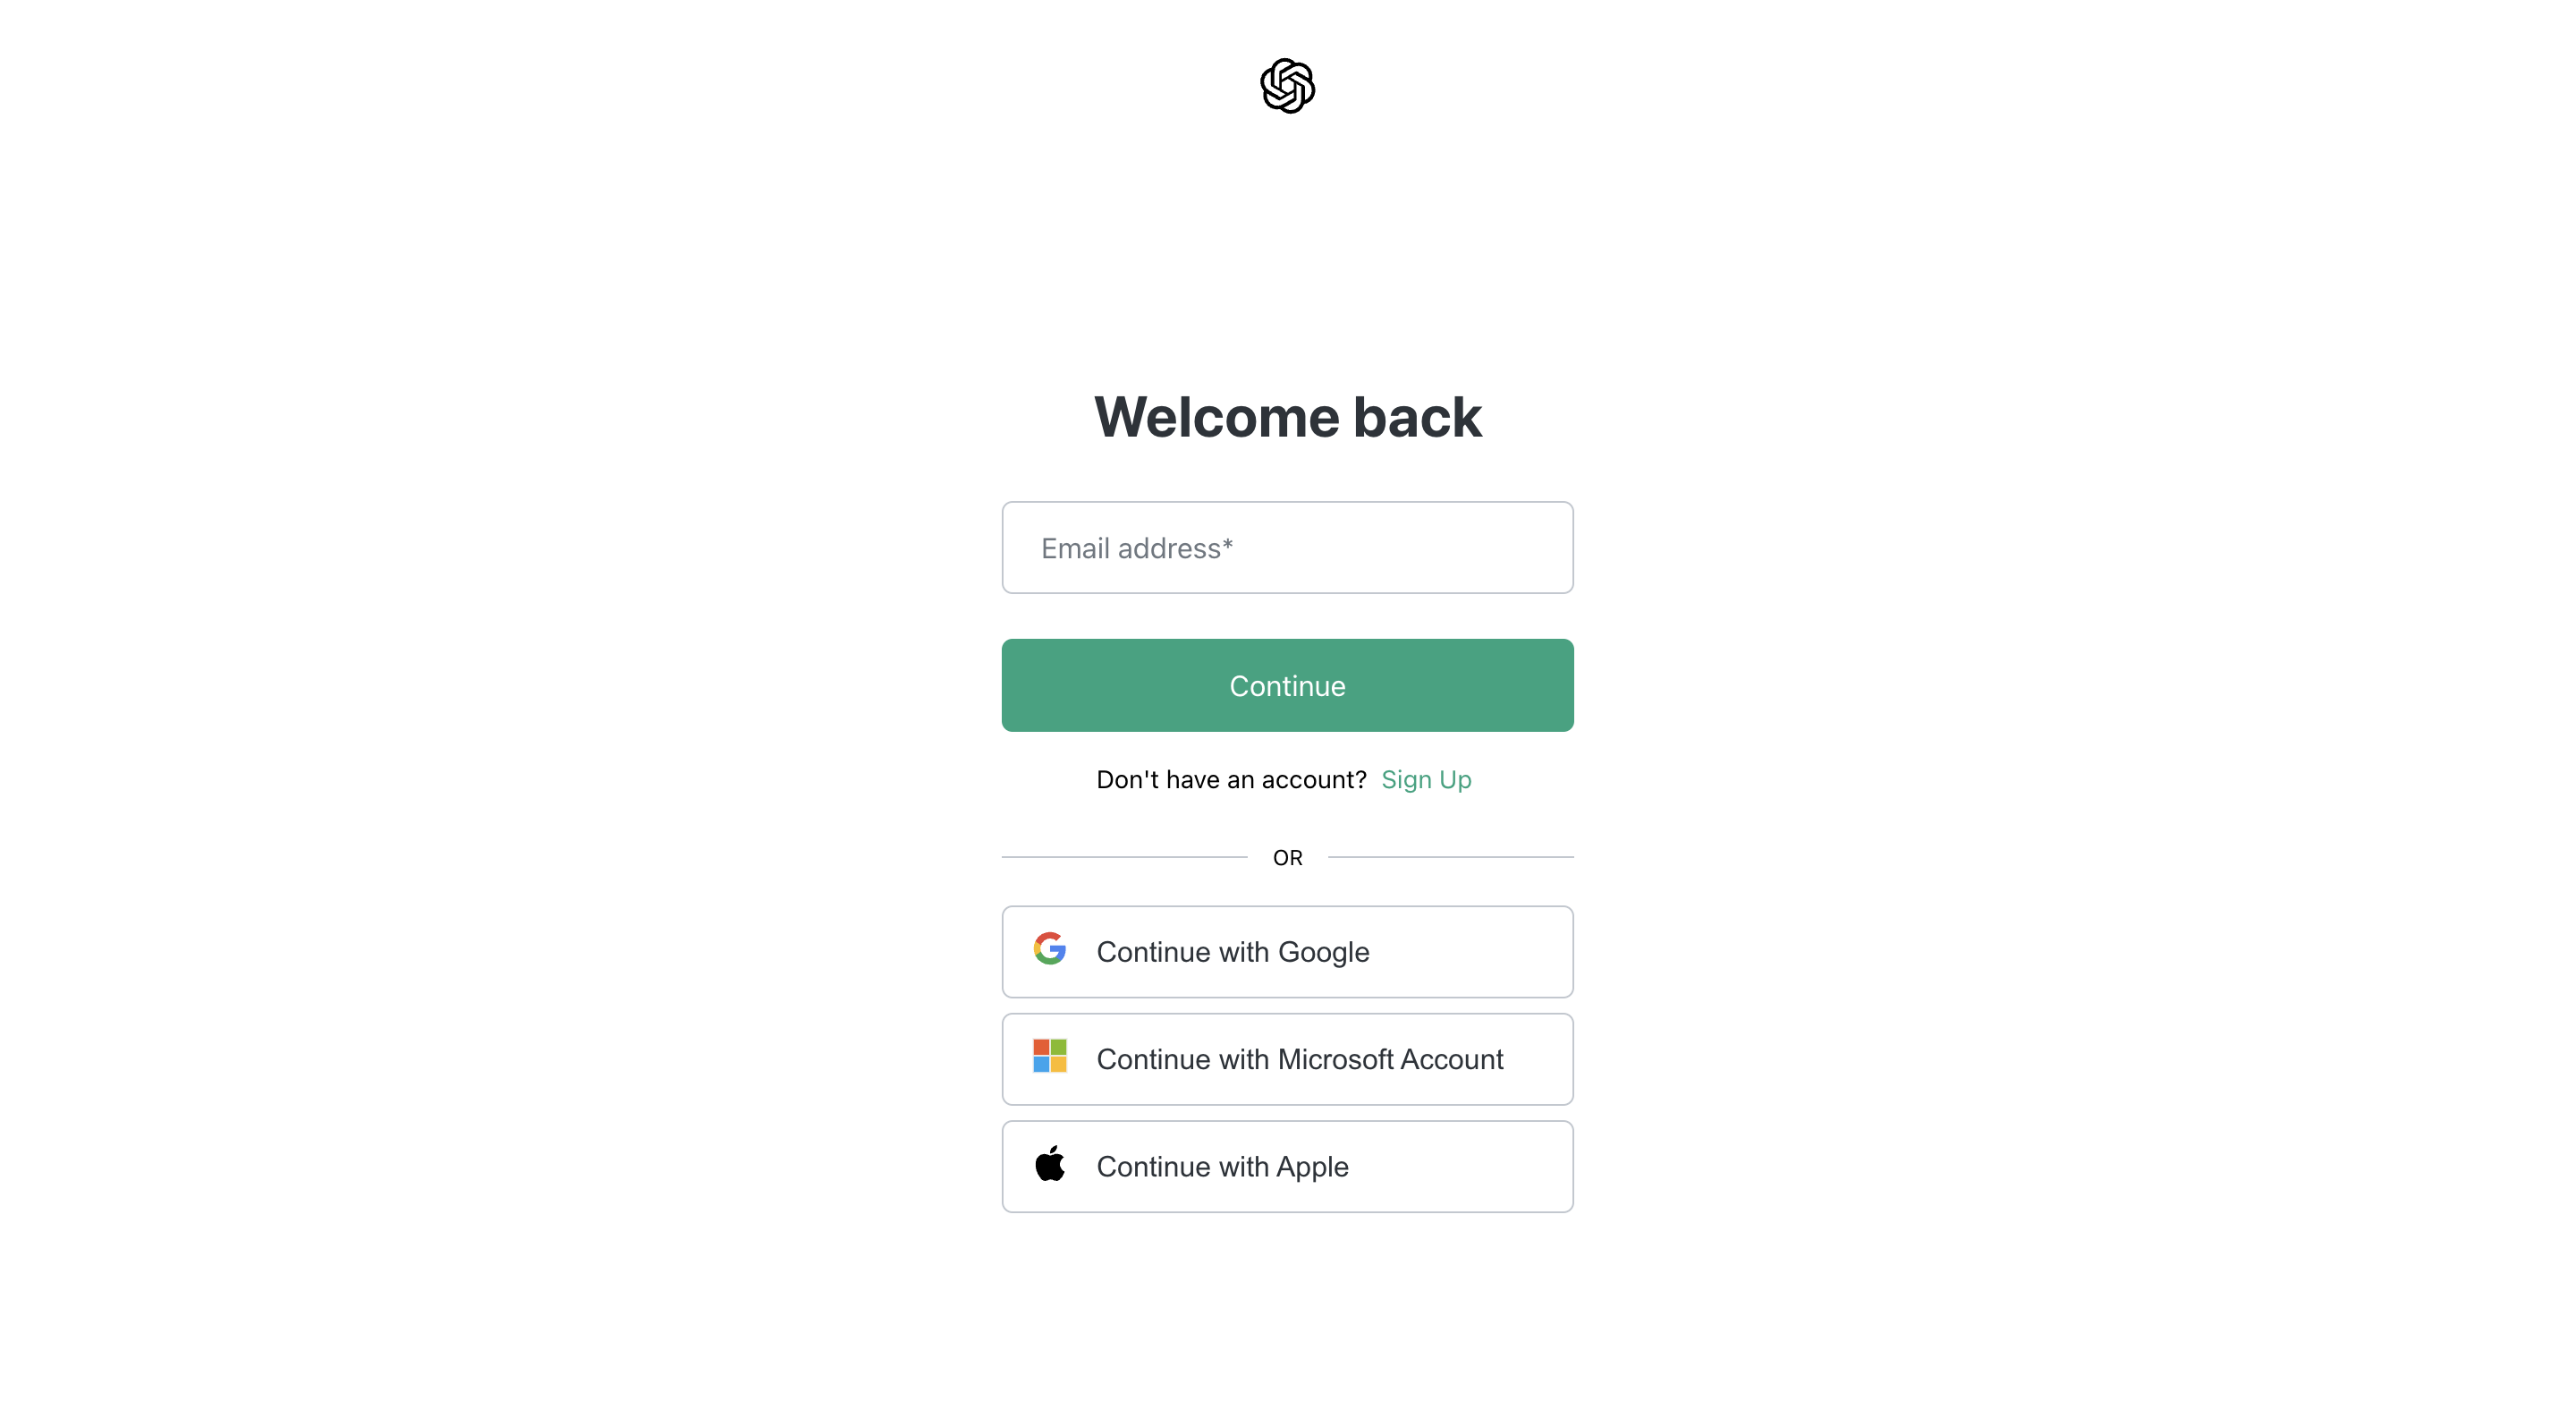 Welcome back
Email address*
Continue
Don't have an account? Sign Up
OR
Continue with Google
Continue with Microsoft Account
Continue with Apple